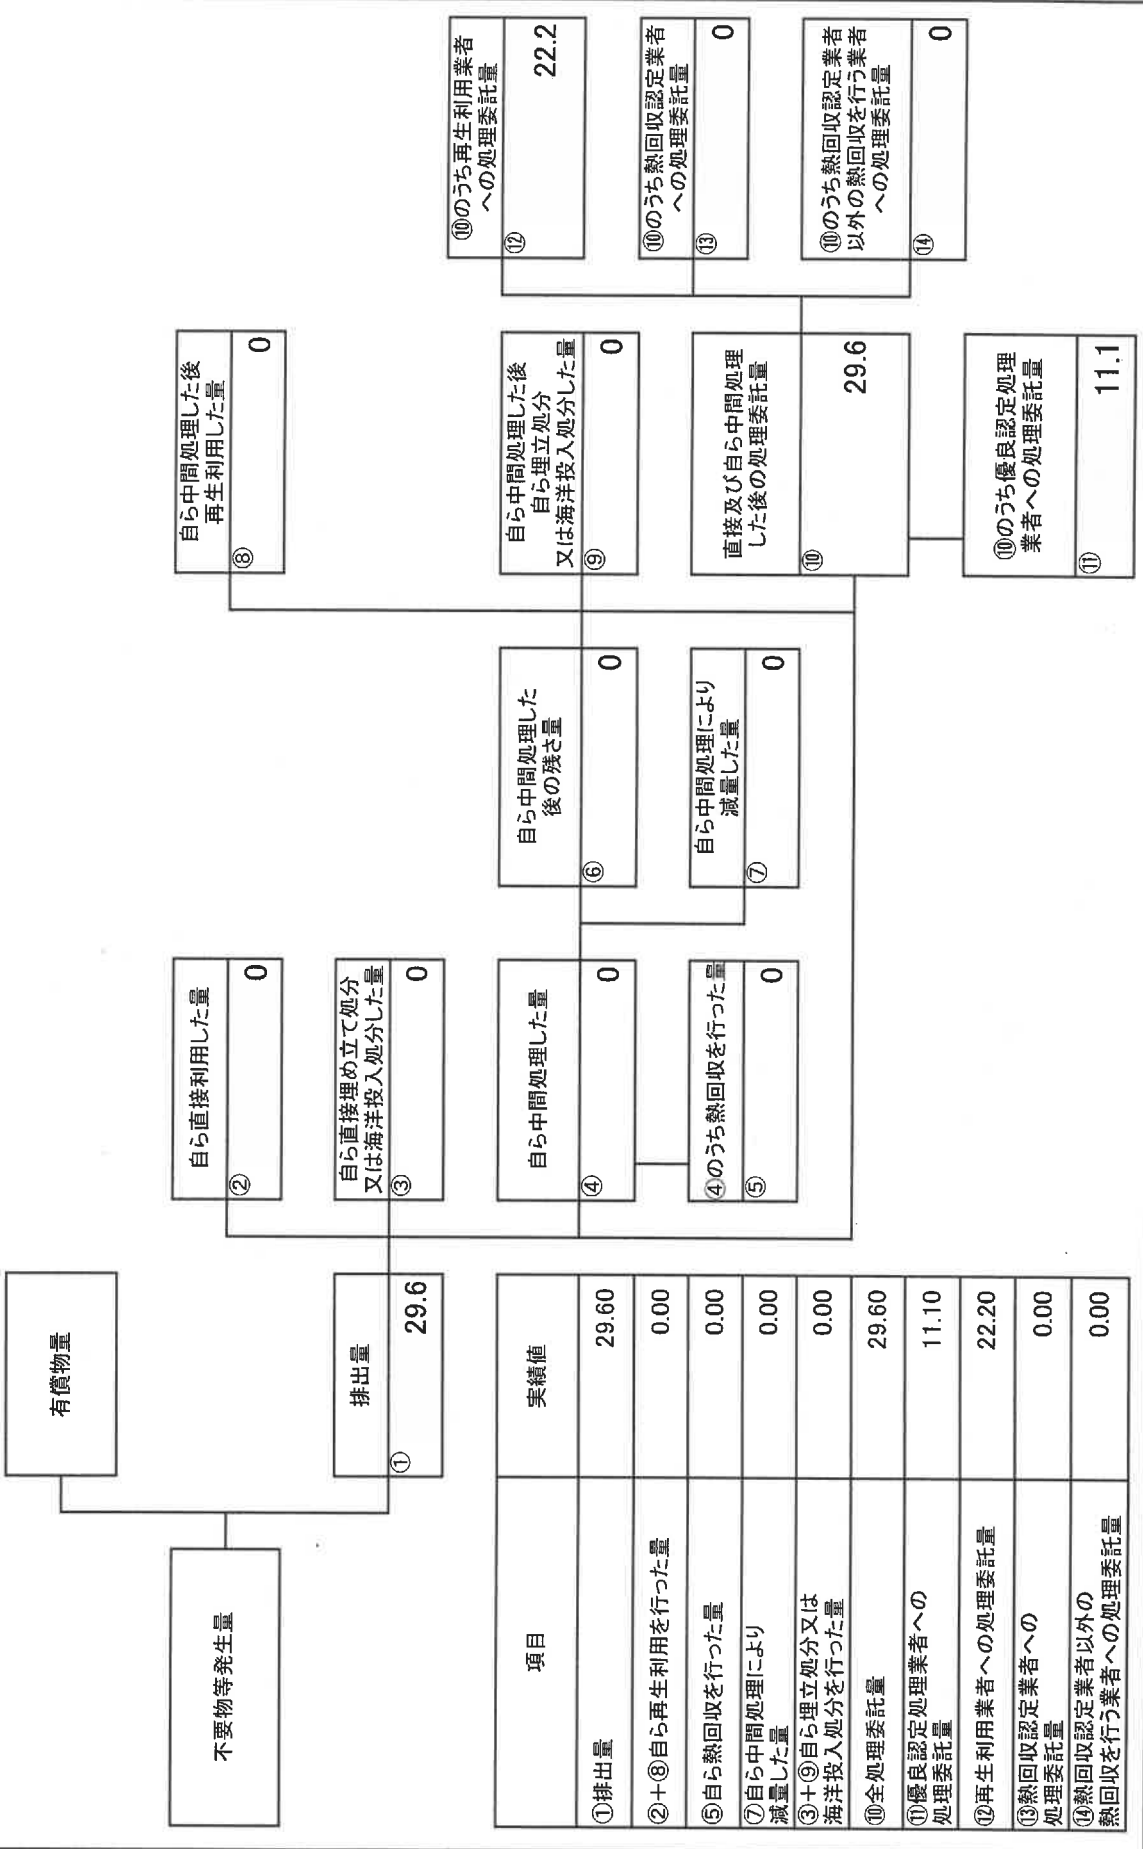 不要物等発生量
有償物量
排出量
①
29.6
自ら直接利用した量
②
0
自ら直接埋め立て処分
又は海洋投入処分した量
③
0
自ら中間処理した量
④
0
④のうち熱回収を行った量
⑤
0
自ら中間処理した
後の残さ量
⑥
0
自ら中間処理により
減量した量
⑦
0
自ら中間処理した後
再生利用した量
⑧
0
自ら中間処理した後
自ら埋立処分
又は海洋投入処分した量
⑨
0
直接及び自ら中間処理
した後の処理委託量
⑩
29.6
⑩のうち優良認定処理
業者への処理委託量
⑪
11.1
⑩のうち再生利用業者
への処理委託量
⑫
22.2
⑩のうち熱回収認定業者
への処理委託量
⑬
0
⑩のうち熱回収認定業者
以外の熱回収を行う業者
への処理委託量
⑭
0
項目 実績値
①排出量 29.60
②+⑧自ら再生利用を行った量 0.00
⑤自ら熱回収を行った量 0.00
⑦自ら中間処理により
減量した量 0.00
③+⑨自ら埋立処分又は
海洋投入処分を行った量 0.00
⑩全処理委託量 29.60
⑪優良認定処理業者への
処理委託量 11.10
⑫再生利用業者への処理委託量 22.20
⑬熱回収認定業者への
処理委託量 0.00
⑭熱回収認定業者以外の
熱回収を行う業者への処理委託量 0.00